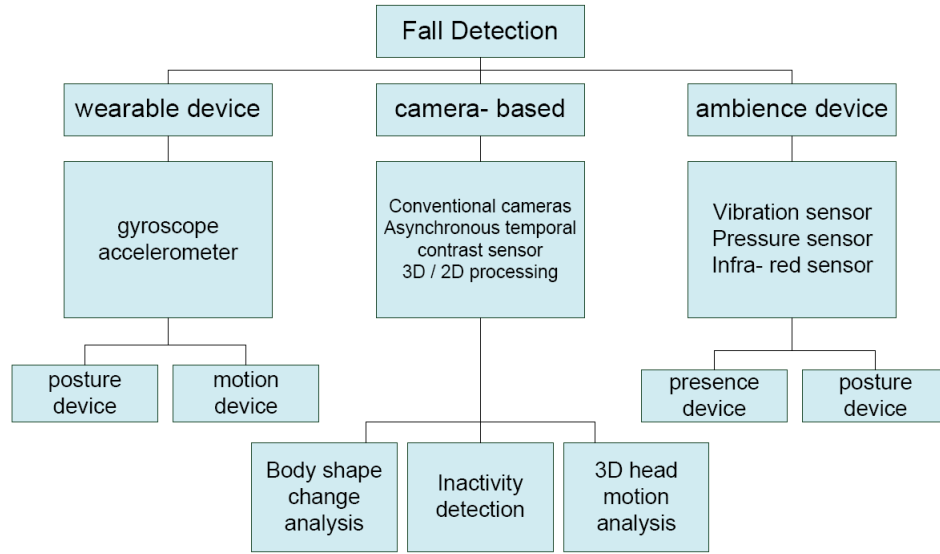 Fall Detection
wearable device
camera- based
ambience device
gyroscope
accelerometer
Conventional cameras
Asynchronous temporal
contrast sensor
3D / 2D processing
Vibration sensor
Pressure sensor
Infra- red sensor
posture
device
motion
device
presence
device
posture
device
Body shape
change
analysis
Inactivity
detection
3D head
motion
analysis